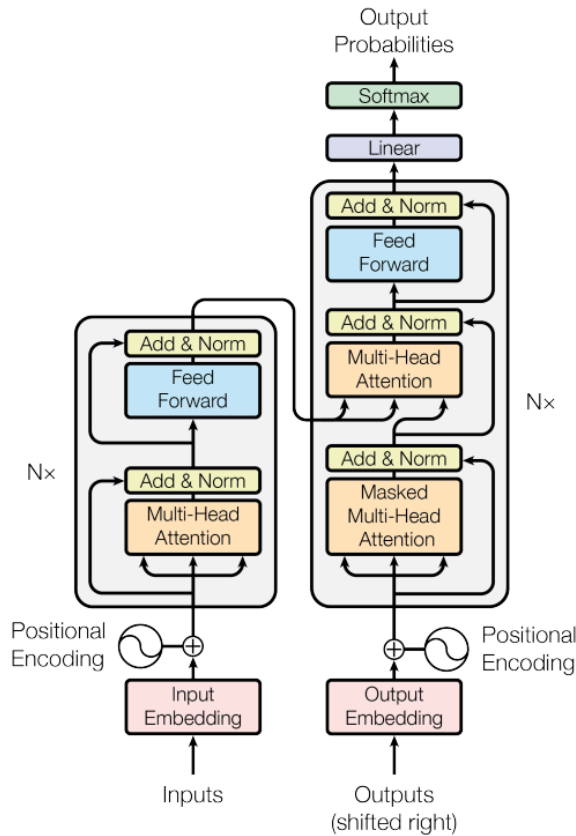 Output
Probabilities
Softmax
Linear
Add & Norm
Feed
Forward
Add & Norm
Multi-Head
Attention
Add & Norm
Masked
Multi-Head
Attention
N×
Add & Norm
Feed
Forward
Add & Norm
Multi-Head
Attention
N×
Positional
Encoding
Positional
Encoding
Input
Embedding
Output
Embedding
Inputs
Outputs
(shifted right)